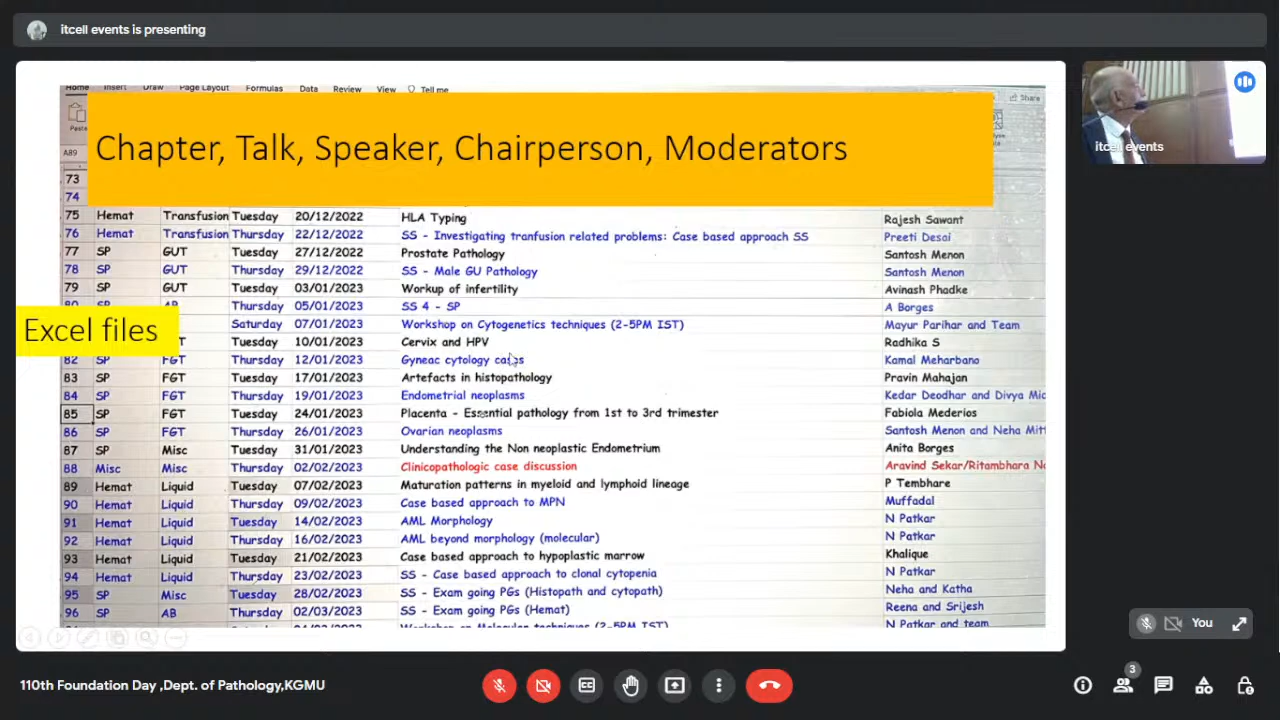 itcell events is presenting
Home Insert Draw Page Layout Formulas Data Review View Tell me
Share
Paste
A89
Chapter, Talk, Speaker, Chairperson, Moderators
73
74
75 Hemat Transfusion Tuesday 20/12/2022 HLA Typing Rajesh Sawant
76 Hemat Transfusion Thursday 22/12/2022 SS - Investigating tranfusion related problems: Case based approach SS Preeti Desai
77 SP GUT Tuesday 27/12/2022 Prostate Pathology Santosh Menon
78 SP GUT Thursday 29/12/2022 SS - Male GU Pathology Santosh Menon
79 SP GUT Tuesday 03/01/2023 Workup of infertility Avinash Phadke
80 SP AB Thursday 05/01/2023 SS 4 - SP A Borges
Saturday 07/01/2023 Workshop on Cytogenetics techniques (2-5PM IST) Mayur Parihar and Team
Excel files
Tuesday 10/01/2023 Cervix and HPV Radhika S
82 SP FGT Thursday 12/01/2023 Gyneac cytology cases Kamal Meharbano
83 SP FGT Tuesday 17/01/2023 Artefacts in histopathology Pravin Mahajan
84 SP FGT Thursday 19/01/2023 Endometrial neoplasms Kedar Deodhar and Divya Mid
85 SP FGT Tuesday 24/01/2023 Placenta - Essential pathology from 1st to 3rd trimester Fabiola Mederios
86 SP FGT Thursday 26/01/2023 Ovarian neoplasms Santosh Menon and Neha Mitt
87 SP Misc Tuesday 31/01/2023 Understanding the Non neoplastic Endometrium Anita Borges
88 Misc Misc Thursday 02/02/2023 Clinicopathologic case discussion Aravind Sekar/Ritambhara Na
89 Hemat Liquid Tuesday 07/02/2023 Maturation patterns in myeloid and lymphoid lineage P Tembhare
90 Hemat Liquid Thursday 09/02/2023 Case based approach to MPN Muffadal
91 Hemat Liquid Tuesday 14/02/2023 AML Morphology N Patkar
92 Hemat Liquid Thursday 16/02/2023 AML beyond morphology (molecular) N Patkar
93 Hemat Liquid Tuesday 21/02/2023 Case based approach to hypoplastic marrow Khalique
94 Hemat Liquid Thursday 23/02/2023 SS - Case based approach to clonal cytopenia N Patkar
95 SP Misc Tuesday 28/02/2023 SS - Exam going PGs (Histopath and cytopath) Neha and Katha
96 SP AB Thursday 02/03/2023 SS - Exam going PGs (Hemat) Reena and Srijesh
Workshop on Molecular techniques (2-5PM IST) N Patkar and team
itcell events
You
110th Foundation Day ,Dept. of Pathology,KGMU
3